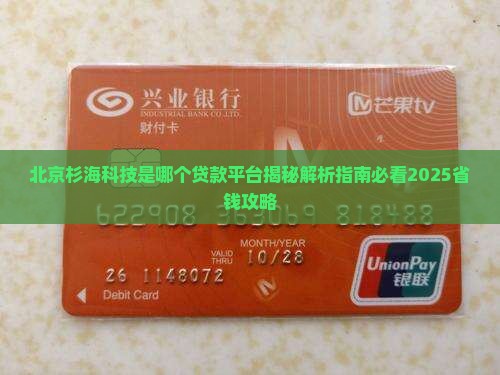 兴业银行
INDUSTRIAL BANK CO.,LTD.
财付卡
芒果tv
北京杉海科技是哪个贷款平台揭秘解析指南必看2025省
钱攻略
622908 363069 818488
MONTH/YEAR
VALID
THRU
10/28
26 1148072
Debit Card
UnionPay
银联